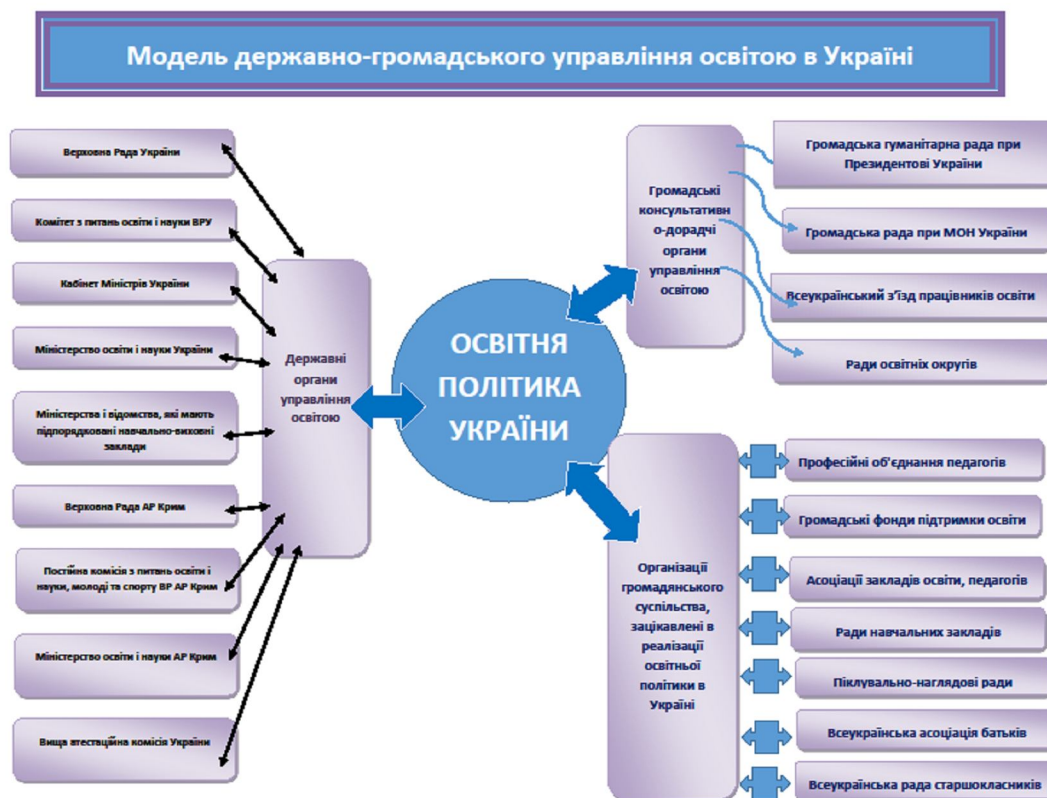 Модель державно-громадського управління освітою в Україні
Верховна Рада України
Комітет з питань освіти і науки ВРУ
Кабінет Міністрів України
Міністерство освіти і науки України
Міністерства і відомства, які мають
підпорядковані навчально-виховні
заклади
Верховна Рада АР Крим
Постійна комісія з питань освіти і
науки, молоді та спорту ВР АР Крим
Міністерство освіти і науки АР Крим
Вища атестаційна комісія України
Державні
органи
управління
освітою
ОСВІТНЯ
ПОЛІТИКА
УКРАЇНИ
Громадські
консультативн
о-дорадчі
органи
управління
освітою
Громадська гуманітарна рада при
Президентові України
Громадська рада при МОН України
Всеукраїнський з’їзд працівників освіти
Ради освітніх округів
Організації
громадянського
суспільства,
зацікавлені в
реалізації
освітньої
політики в
Україні
Професійні об'єднання педагогів
Громадські фонди підтримки освіти
Асоціації закладів освіти, педагогів
Ради навчальних закладів
Піклувально-наглядові ради
Всеукраїнська асоціація батьків
Всеукраїнська рада старшокласників